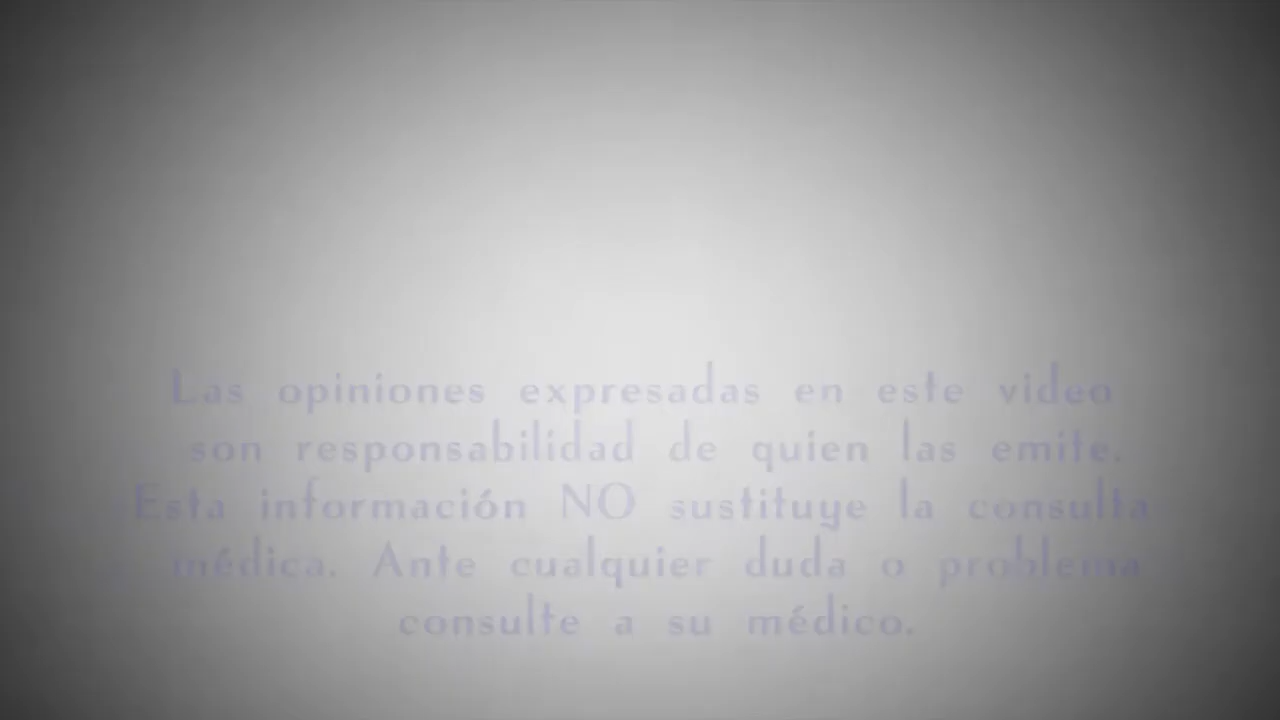 Las opiniones expresadas en este video
son responsabilidad de quien las emite.
Esta información NO sustituye la consulta
médica. Ante cualquier duda o problema
consulte a su médico.